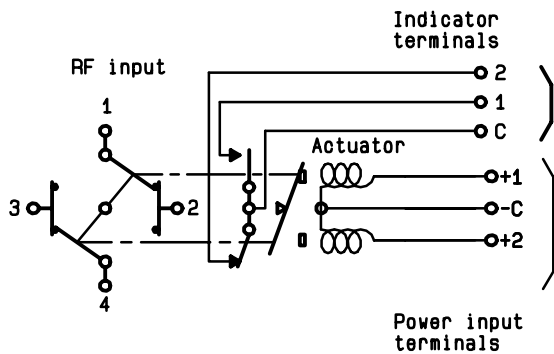 Indicator
terminals
RF input
2
1
1
C
Actuator
+1
3
2
-C
+2
4
Power input
terminals